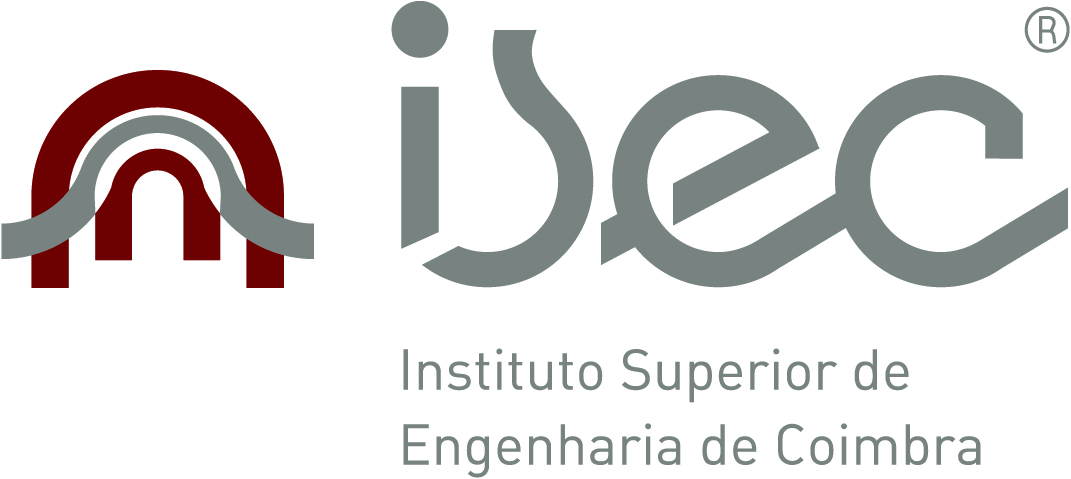 isec ®
Instituto Superior de
Engenharia de Coimbra